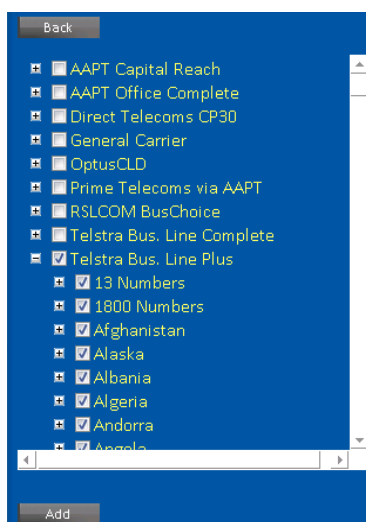 Back
AAPT Capital Reach
AAPT Office Complete
Direct Telecoms CP30
General Carrier
OptusCLD
Prime Telecoms via AAPT
RSLCOM BusChoice
Telstra Bus. Line Complete
Telstra Bus. Line Plus
13 Numbers
1800 Numbers
Afghanistan
Alaska
Albania
Algeria
Andorra
Angola
Add